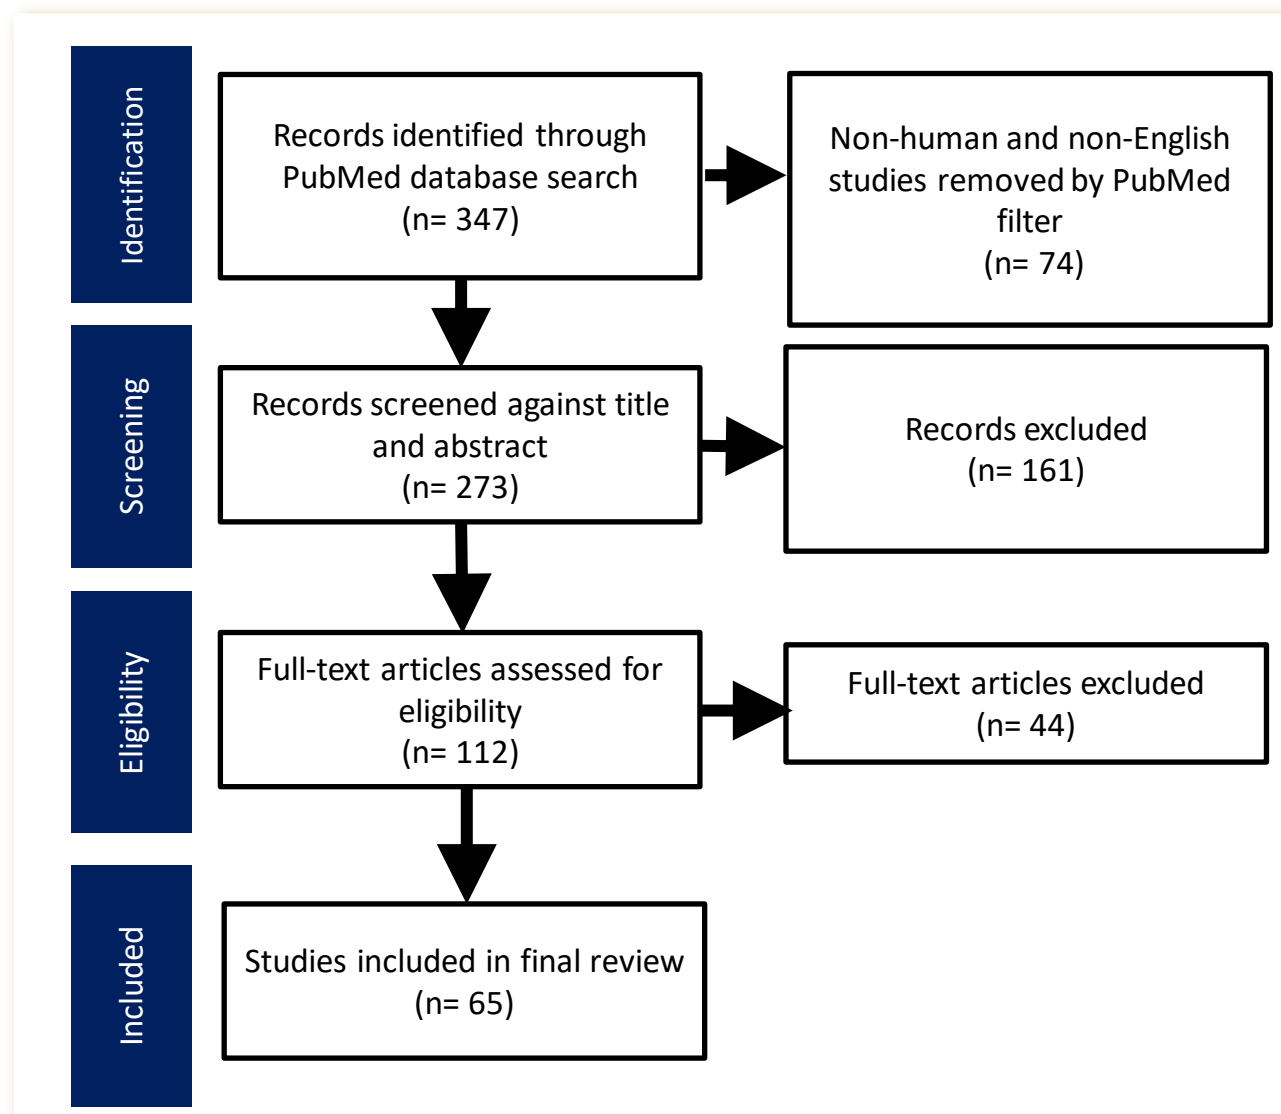 Identification
Records identified through
PubMed database search
(n= 347)
Non-human and non-English
studies removed by PubMed
filter
(n= 74)
Screening
Records screened against title
and abstract
(n= 273)
Records excluded
(n= 161)
Eligibility
Full-text articles assessed for
eligibility
(n= 112)
Full-text articles excluded
(n= 44)
Included
Studies included in final review
(n= 65)